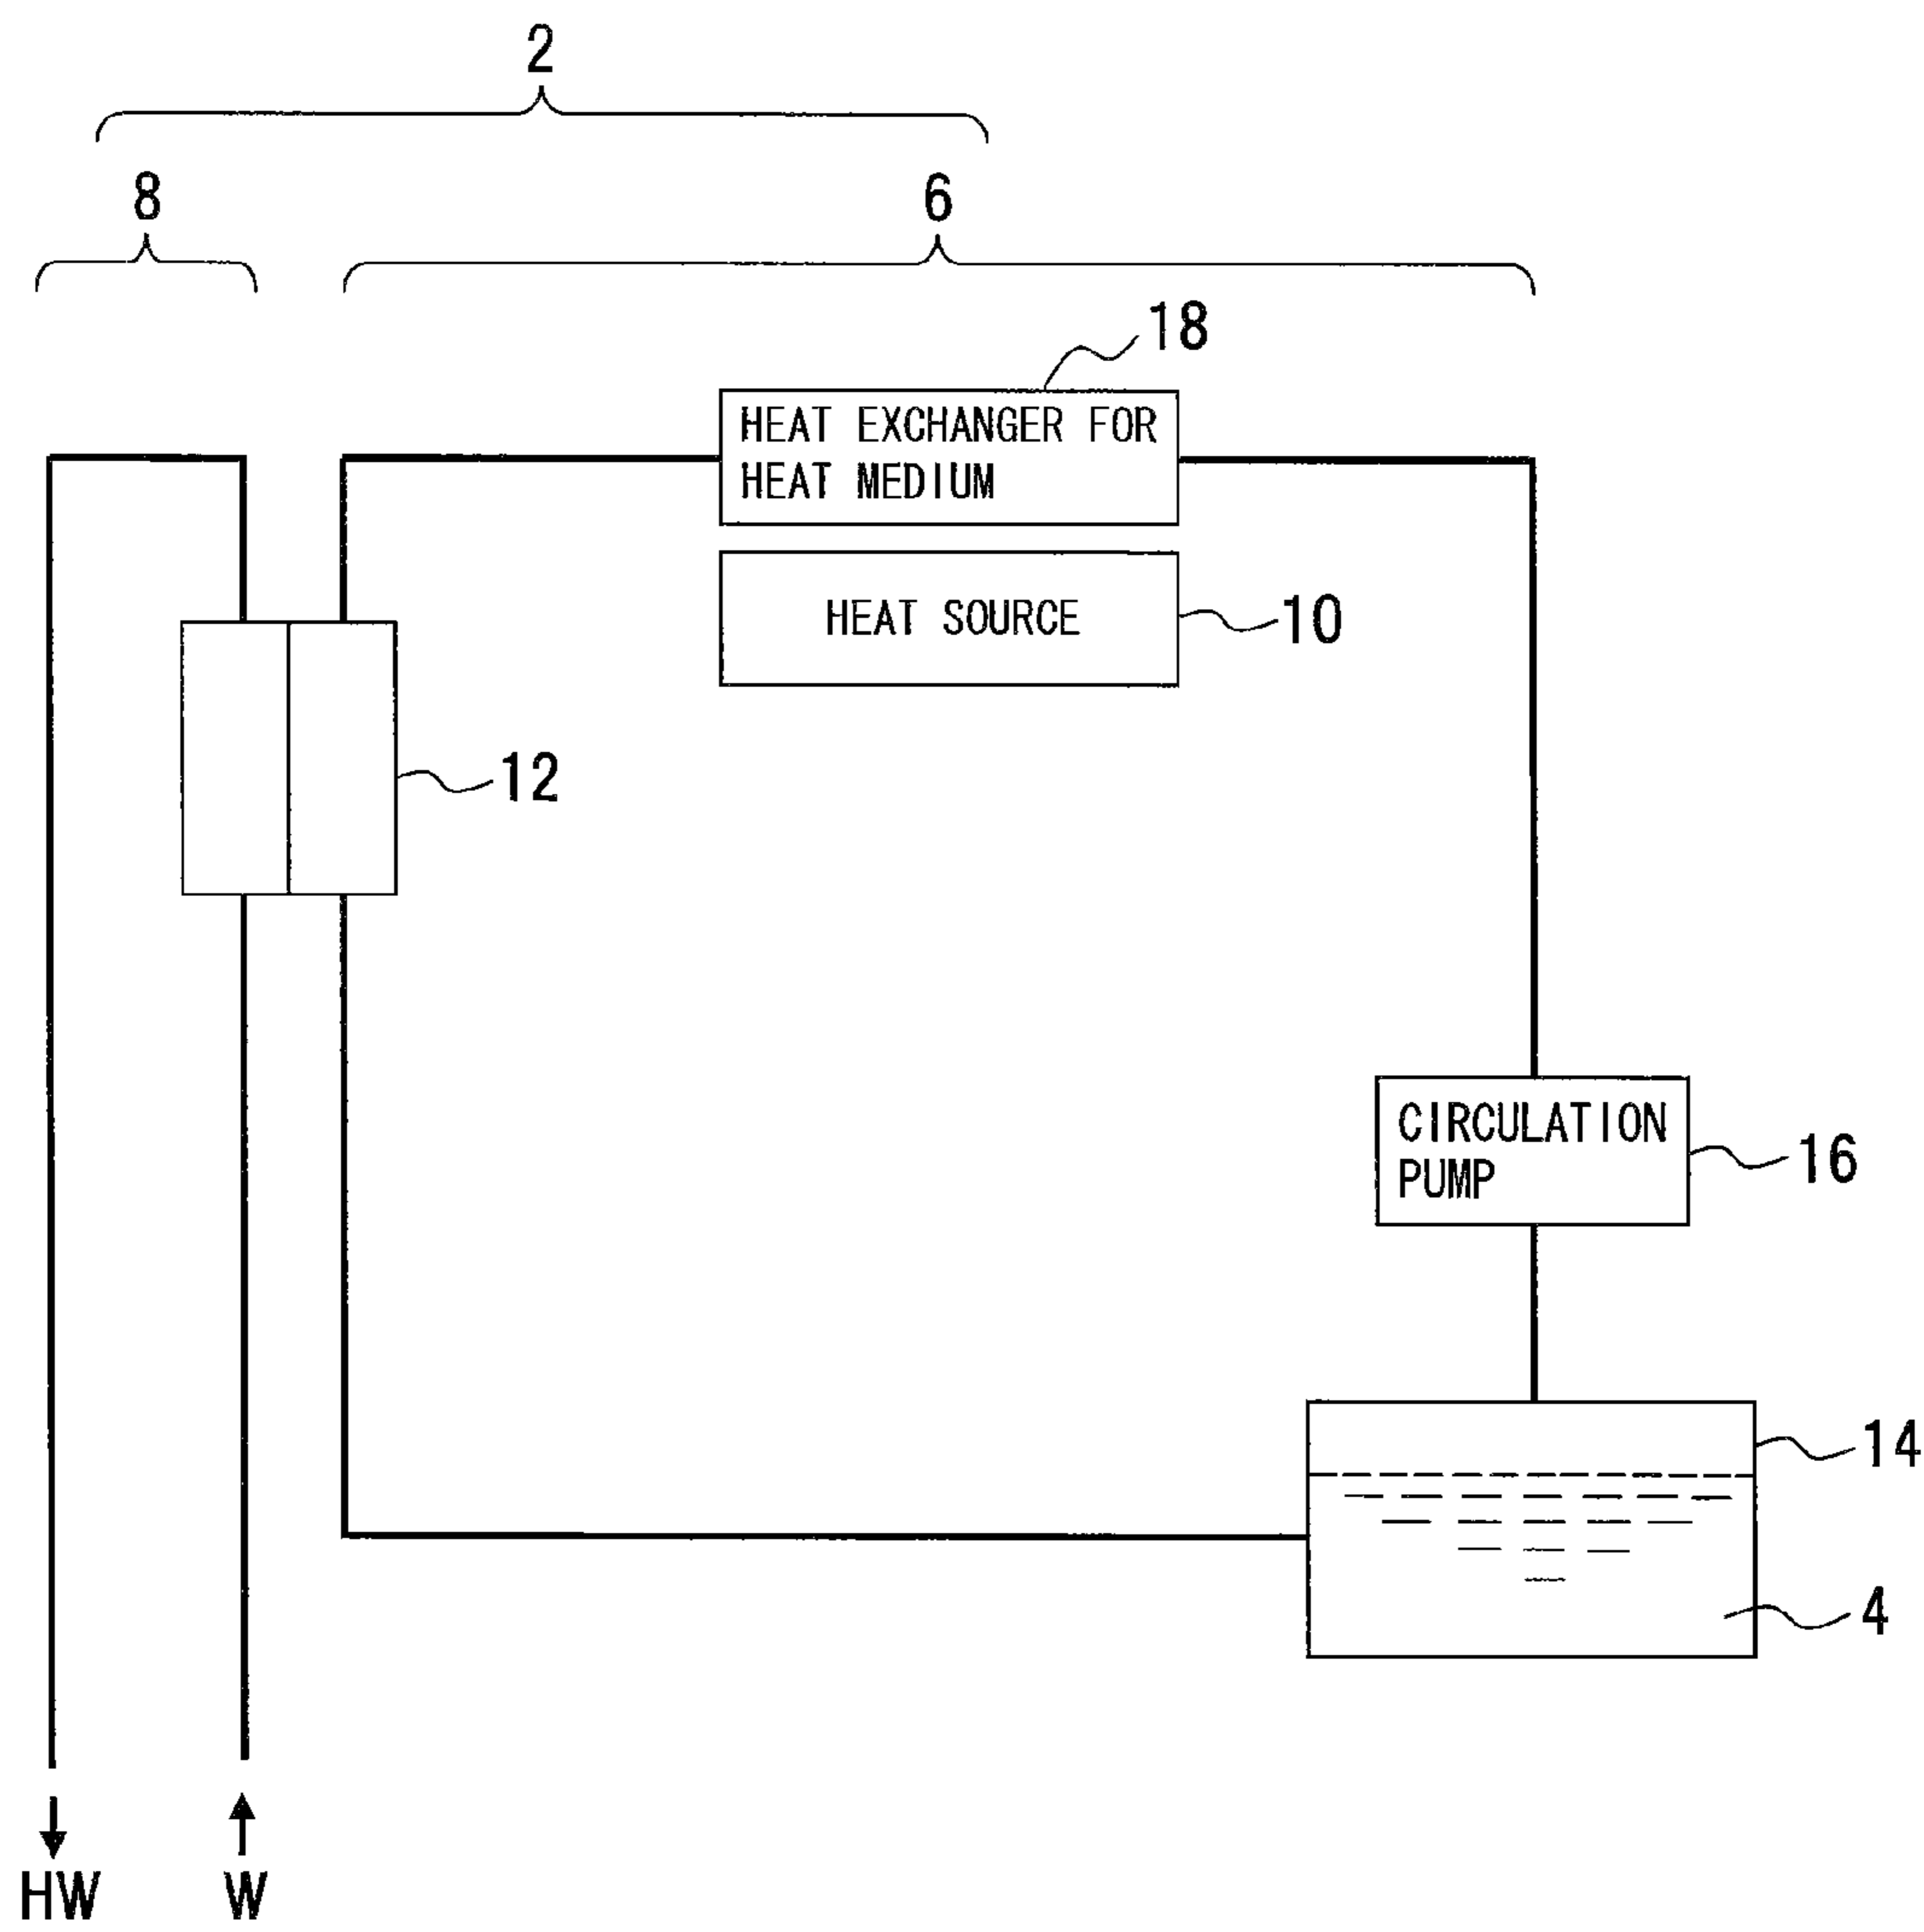 2
8
6
18
HEAT EXCHANGER FOR
HEAT MEDIUM
HEAT SOURCE
10
12
CIRCULATION
PUMP
16
14
4
HW
W